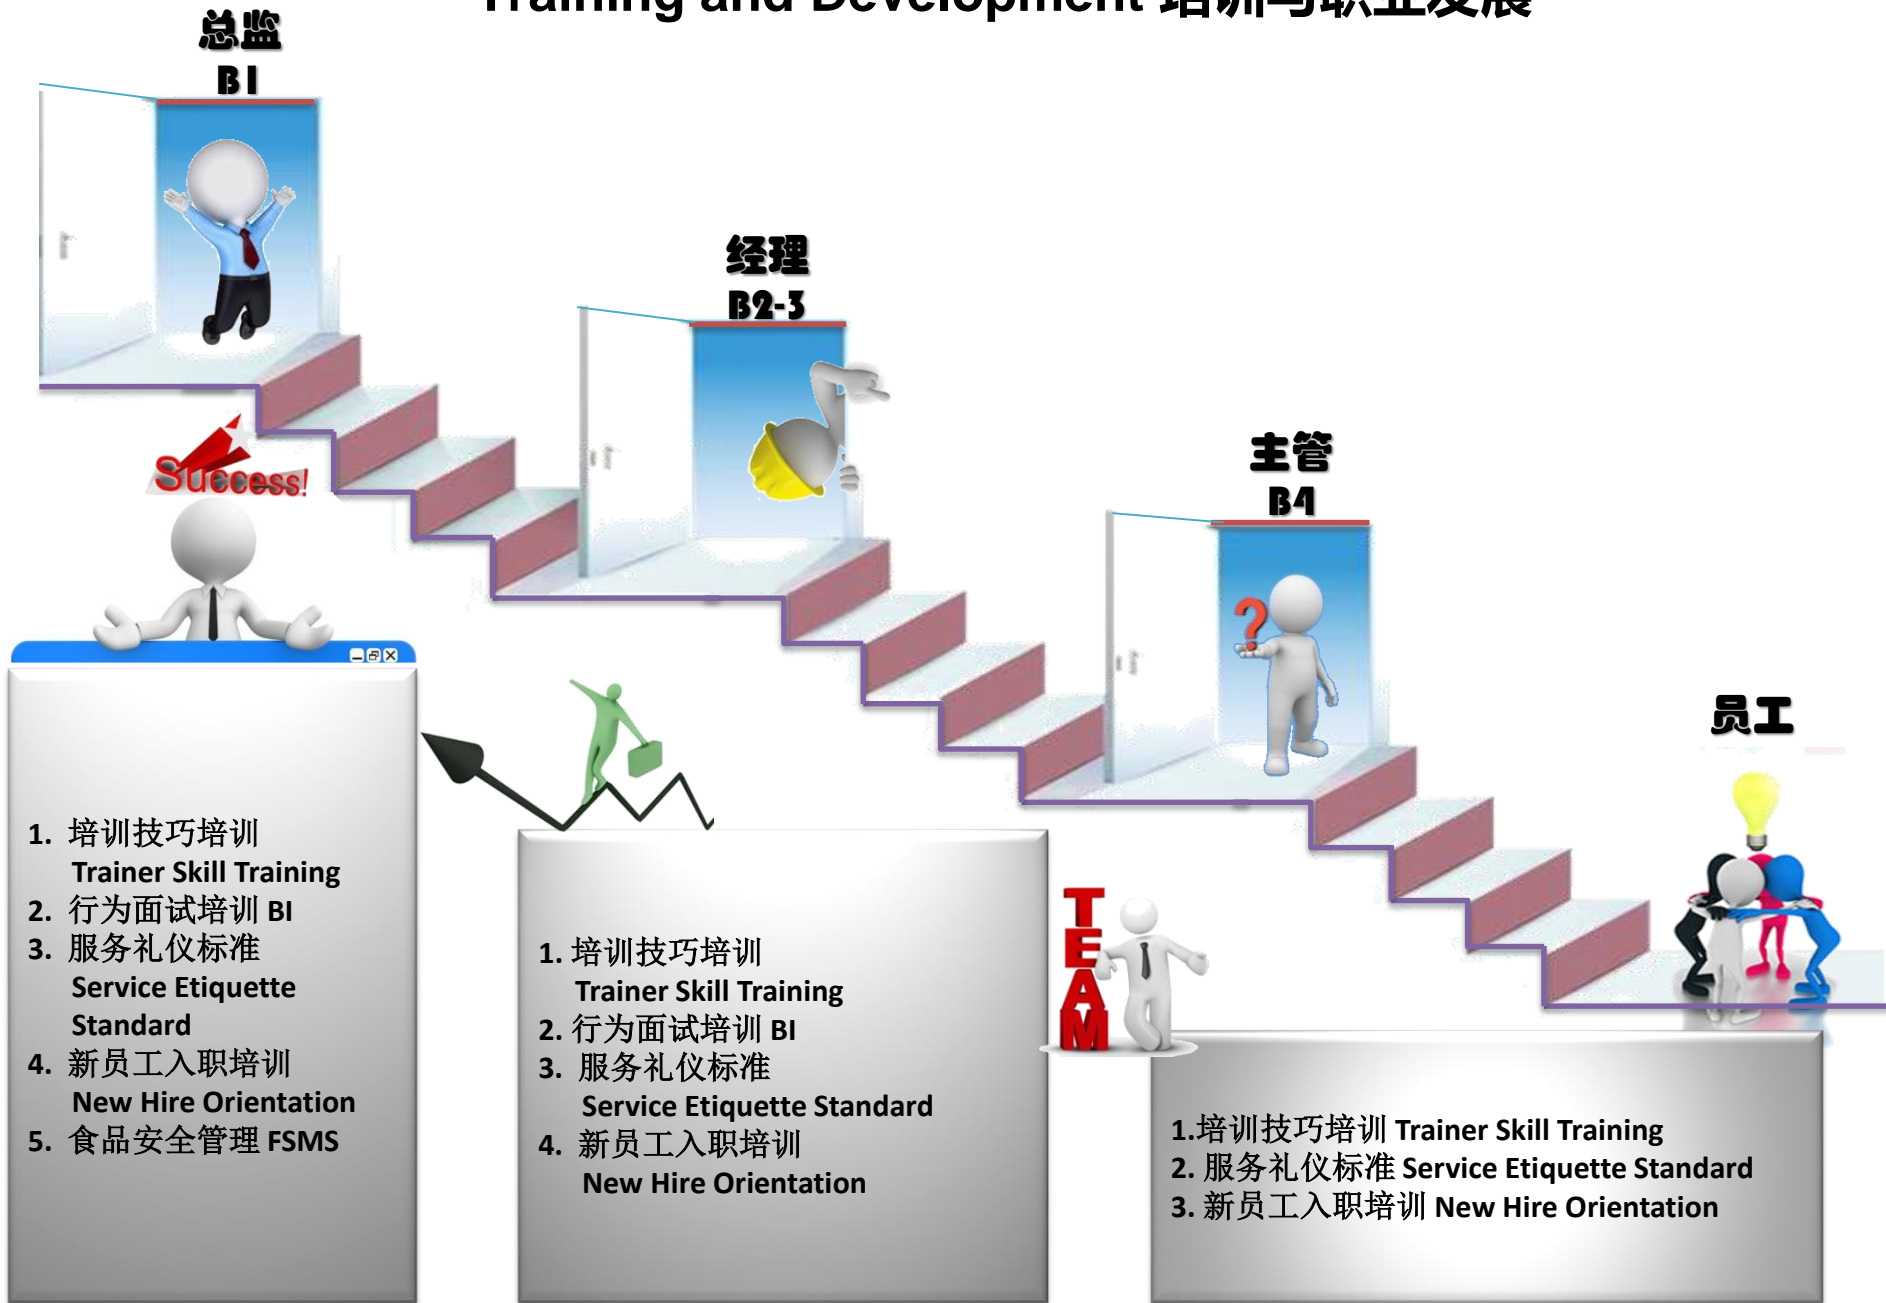 Training and Development 培训与职业发展
总监
B1
经理
B2-3
主管
B4
员工
Success!
1. 培训技巧培训
Trainer Skill Training
2. 行为面试培训 BI
3. 服务礼仪标准
Service Etiquette
Standard
4. 新员工入职培训
New Hire Orientation
5. 食品安全管理 FSMS
1. 培训技巧培训
Trainer Skill Training
2. 行为面试培训 BI
3. 服务礼仪标准
Service Etiquette Standard
4. 新员工入职培训
New Hire Orientation
TEAM
1.培训技巧培训 Trainer Skill Training
2. 服务礼仪标准 Service Etiquette Standard
3. 新员工入职培训 New Hire Orientation